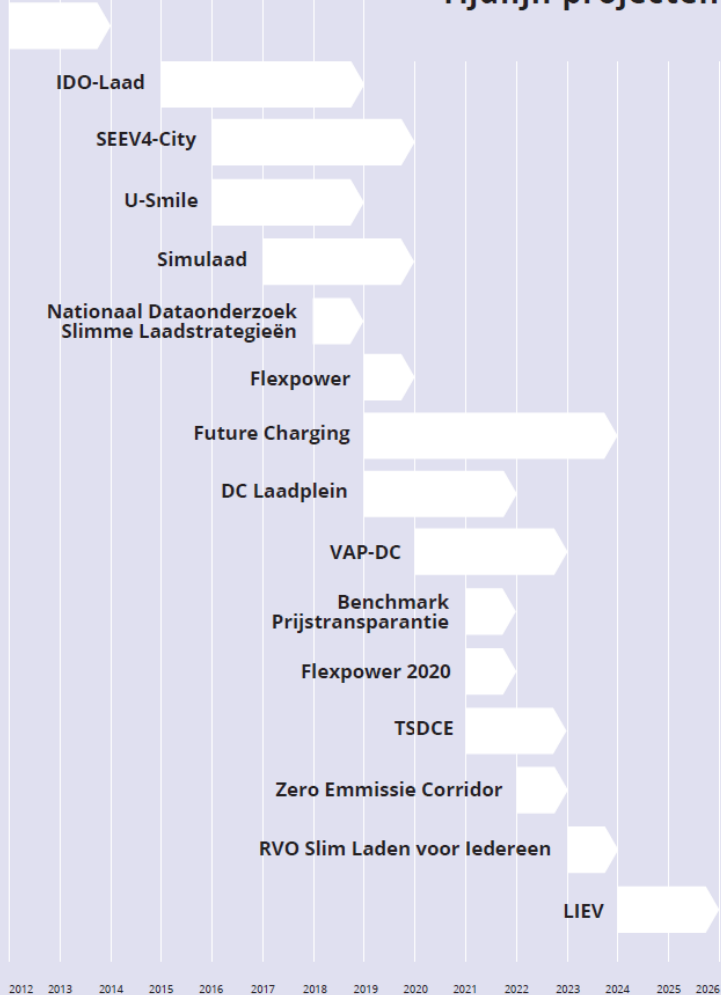 Tijdlijn projecten
IDO-Laad
SEEV4-City
U-Smile
Simulaad
Nationaal Dataonderzoek
Slimme Laadstrategieën
Flexpower
Future Charging
DC Laadplein
VAP-DC
Benchmark
Prijstransparantie
Flexpower 2020
TSDCE
Zero Emmissie Corridor
RVO Slim Laden voor Iedereen
LIEV
2012 2013 2014 2015 2016 2017 2018 2019 2020 2021 2022 2023 2024 2025 2026